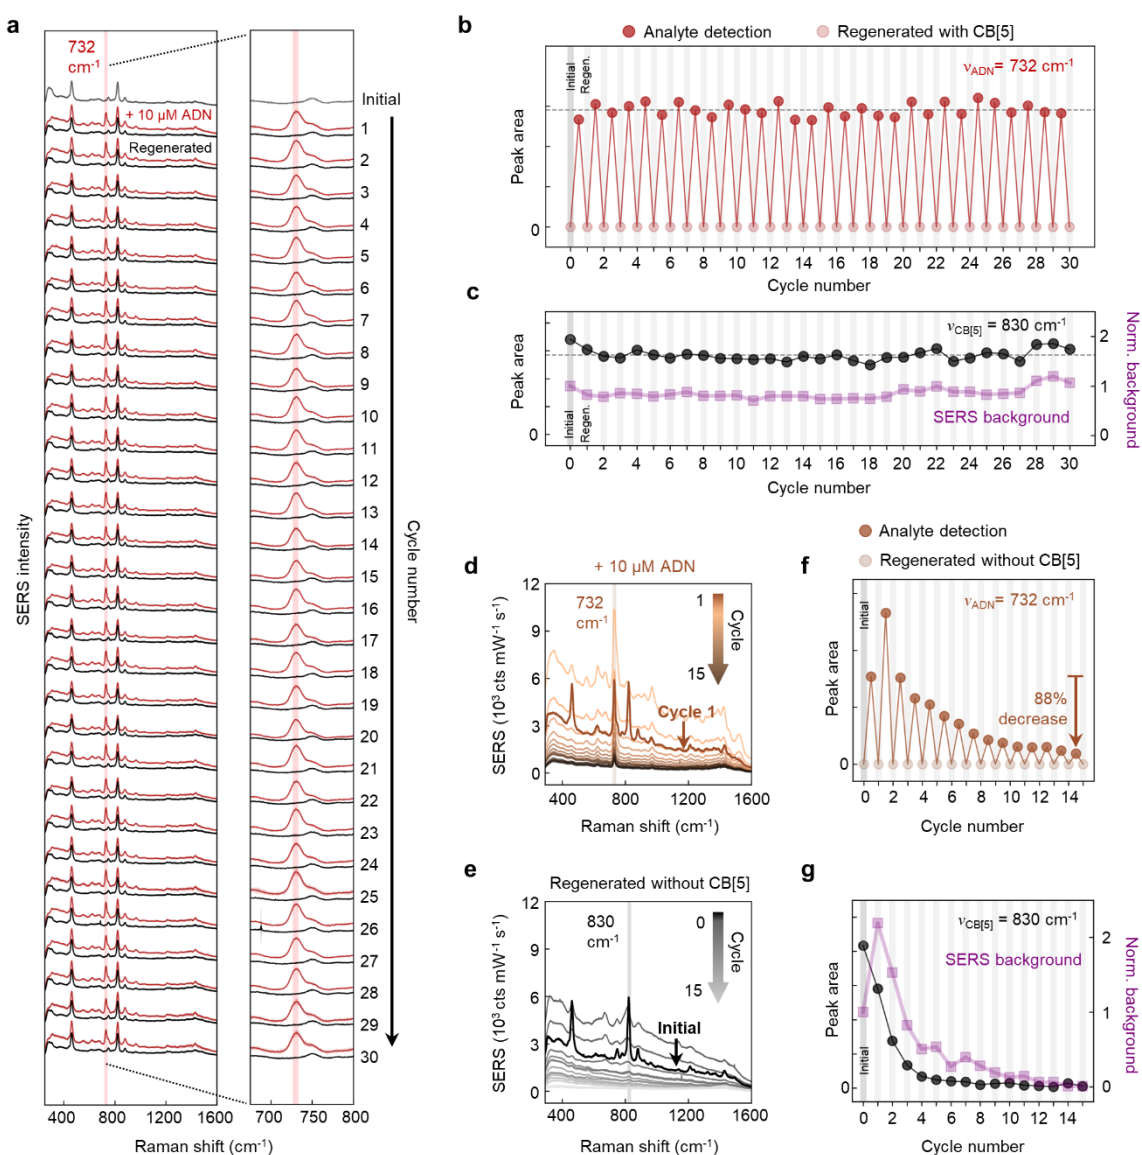 a
732
cm⁻¹
+ 10 µM ADN
Regenerated
Initial
1
2
3
4
5
6
7
8
9
10
11
12
13
14
15
16
17
18
19
20
21
22
23
24
25
26
27
28
29
30
Cycle number
SERS intensity
400 800 1200 1600
700 750 800
Raman shift (cm⁻¹)
b
Analyte detection
Regenerated with CB[5]
Initial
Regen.
νADN= 732 cm⁻¹
Peak area
0
0 2 4 6 8 10 12 14 16 18 20 22 24 26 28 30
Cycle number
c
νCB[5] = 830 cm⁻¹
SERS background
Initial
Regen.
Peak area
0
2
1
0
Norm. background
0 2 4 6 8 10 12 14 16 18 20 22 24 26 28 30
Cycle number
d
+ 10 µM ADN
732
cm⁻¹
1
Cycle
15
Cycle 1
SERS (10³ cts mW⁻¹ s⁻¹)
12
9
6
3
0
400 800 1200 1600
Raman shift (cm⁻¹)
e
Regenerated without CB[5]
830
cm⁻¹
0
Cycle
15
Initial
SERS (10³ cts mW⁻¹ s⁻¹)
12
9
6
3
0
400 800 1200 1600
Raman shift (cm⁻¹)
Analyte detection
Regenerated without CB[5]
f
Initial
νADN= 732 cm⁻¹
88%
decrease
Peak area
0
0 2 4 6 8 10 12 14
Cycle number
g
νCB[5] = 830 cm⁻¹
SERS background
Initial
Peak area
0
2
1
0
Norm. background
0 2 4 6 8 10 12 14
Cycle number